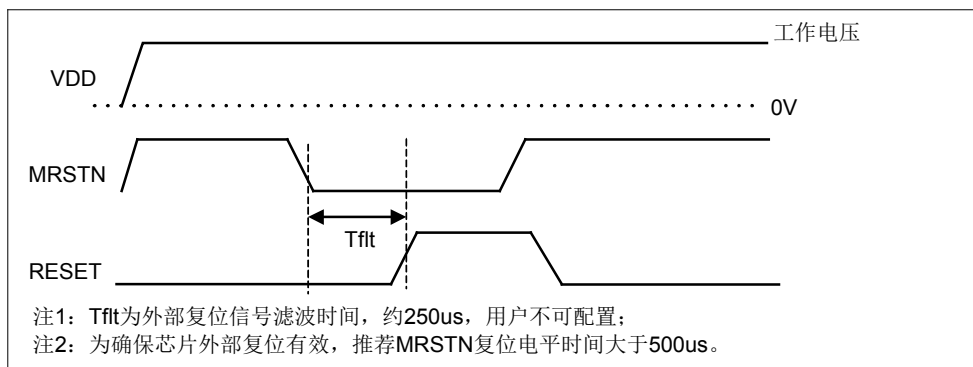 工作电压
VDD
0V
MRSTN
Tflt
RESET
注1：Tflt为外部复位信号滤波时间，约250us，用户不可配置；
注2：为确保芯片外部复位有效，推荐MRSTN复位电平时间大于500us。